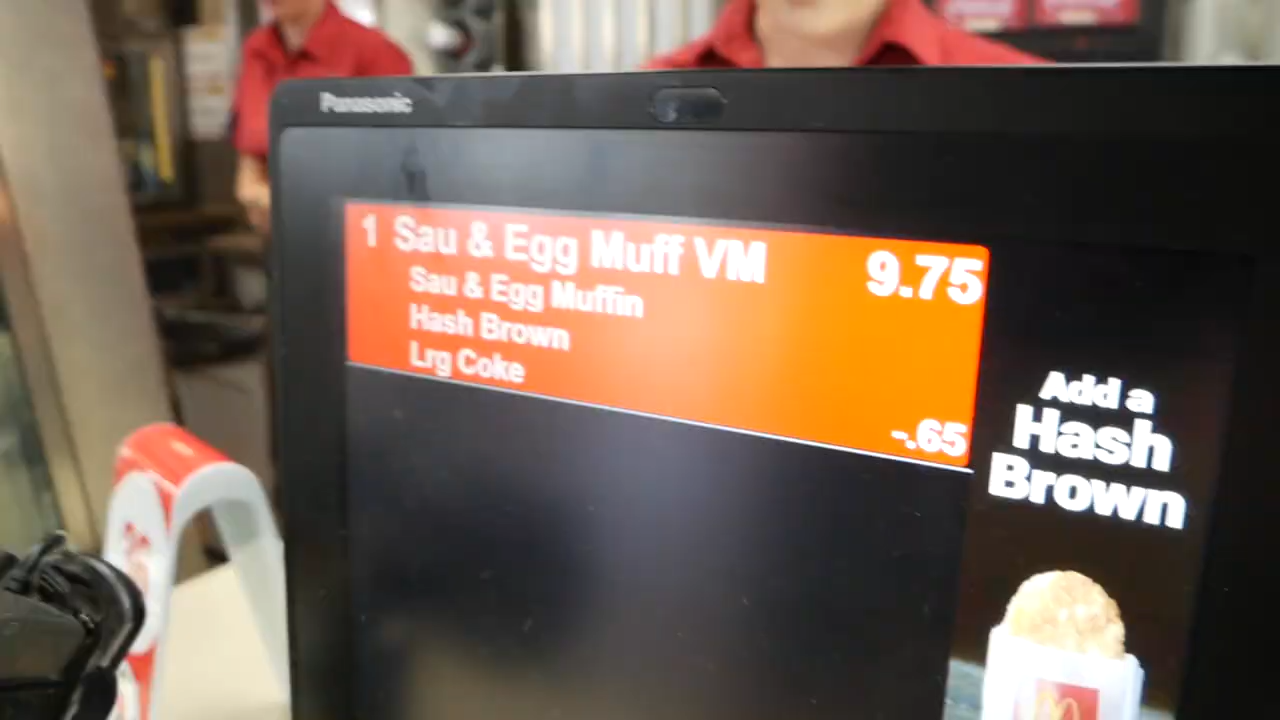 Panasonic
1 Sau & Egg Muff VM 9.75
Sau & Egg Muffin
Hash Brown
Lrg Coke
-.65
Add a
Hash
Brown